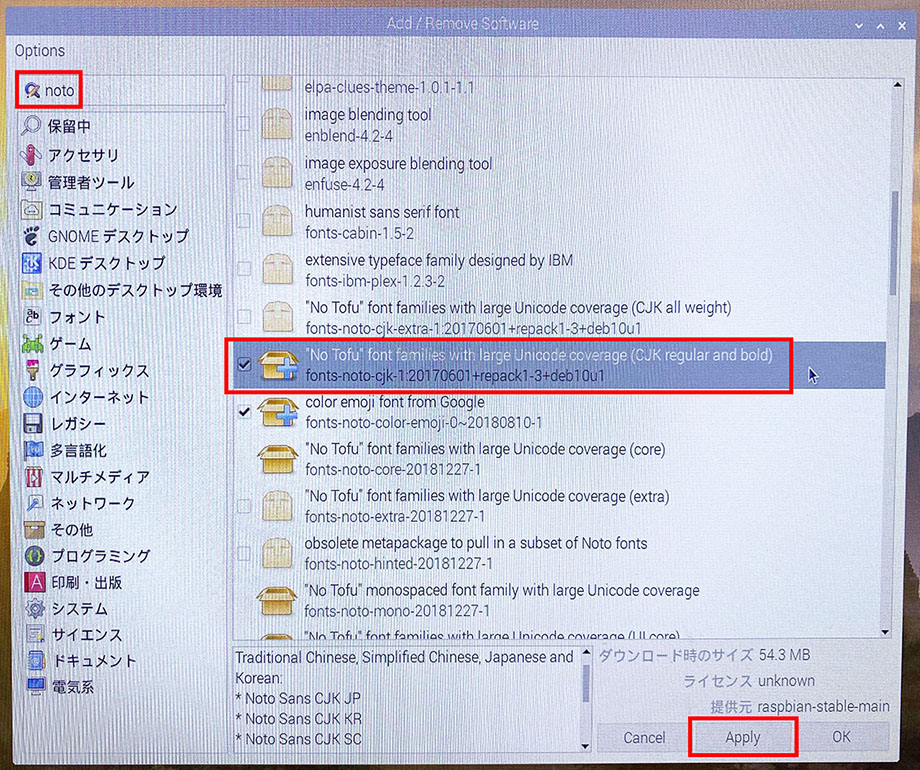 Add / Remove Software
Options
noto
保留中
アクセサリ
管理者ツール
コミュニケーション
GNOME デスクトップ
KDE デスクトップ
その他のデスクトップ環境
フォント
ゲーム
グラフィックス
インターネット
レガシー
多言語化
マルチメディア
ネットワーク
その他
プログラミング
印刷・出版
システム
サイエンス
ドキュメント
電気系
elpa-clues-theme-1.0.1-1.1
image blending tool
enblend-4.2-4
image exposure blending tool
enfuse-4.2-4
humanist sans serif font
fonts-cabin-1.5-2
extensive typeface family designed by IBM
fonts-ibm-plex-1.2.3-2
"No Tofu" font families with large Unicode coverage (CJK all weight)
fonts-noto-cjk-extra-1:20170601+repack1-3+deb10u1
"No Tofu" font families with large Unicode coverage (CJK regular and bold)
fonts-noto-cjk-1:20170601+repack1-3+deb10u1
color emoji font from Google
fonts-noto-color-emoji-0~20180810-1
"No Tofu" font families with large Unicode coverage (core)
fonts-noto-core-20181227-1
"No Tofu" font families with large Unicode coverage (extra)
fonts-noto-extra-20181227-1
obsolete metapackage to pull in a subset of Noto fonts
fonts-noto-hinted-20181227-1
"No Tofu" monospaced font family with large Unicode coverage
fonts-noto-mono-20181227-1
"No Tofu" font families with large Unicode coverage (UI core)
Traditional Chinese, Simplified Chinese, Japanese and
Korean:
* Noto Sans CJK JP
* Noto Sans CJK KR
* Noto Sans CJK SC
ダウンロード時のサイズ 54.3 MB
ライセンス unknown
提供元 raspbian-stable-main
Cancel
Apply
OK